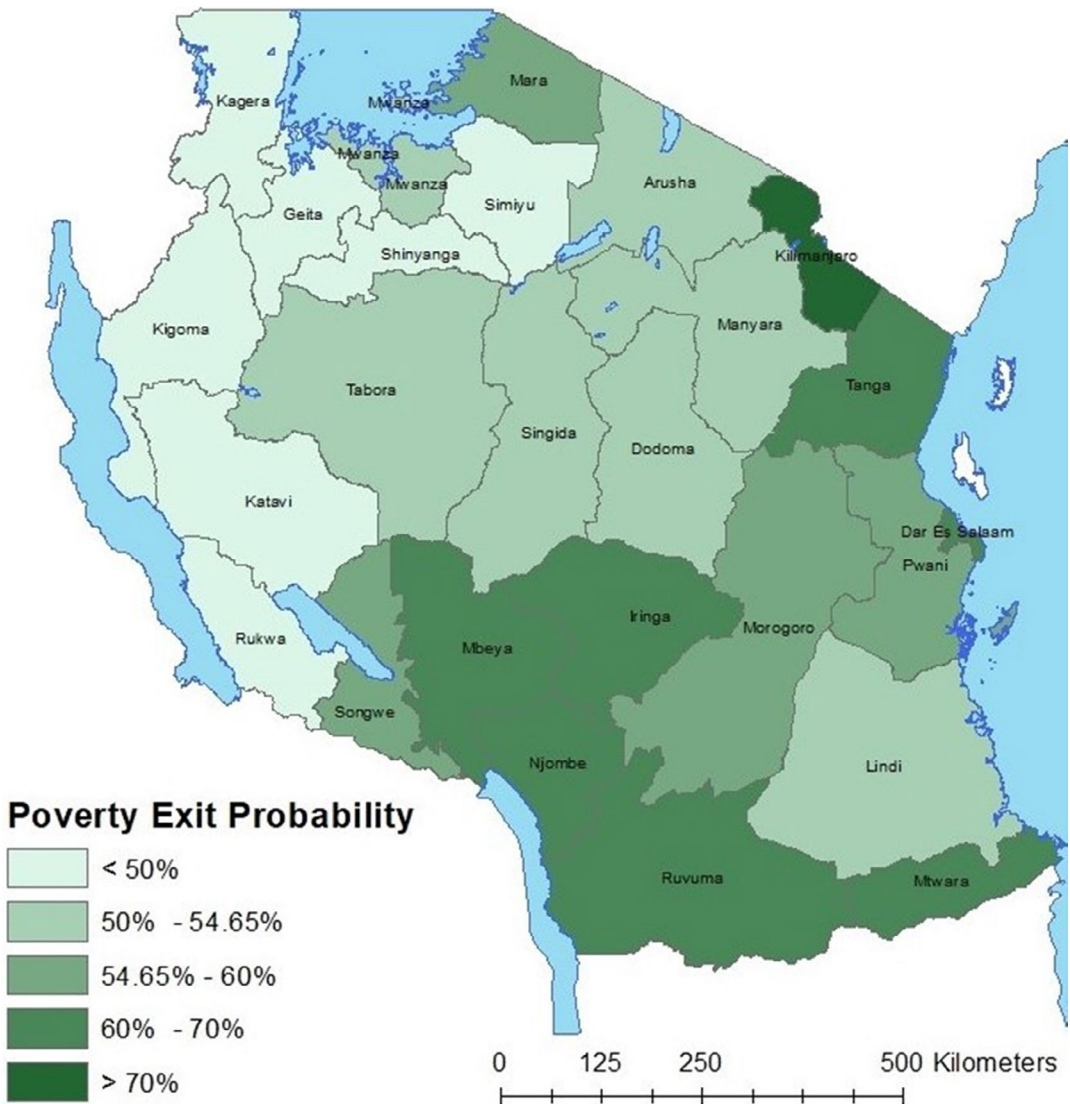 Mara
Kagera
Mwanza
Mwanza
Mwanza
Arusha
Simiyu
Geita
Shinyanga
Kilimanjaro
Kigoma
Manyara
Tabora
Tanga
Singida
Dodoma
Katavi
Dar Es Salaam
Pwani
Iringa
Morogoro
Rukwa
Mbeya
Songwe
Njombe
Lindi
Ruvuma
Mtwara
Poverty Exit Probability
< 50%
50% - 54.65%
54.65% - 60%
60% - 70%
> 70%
0 125 250 500 Kilometers